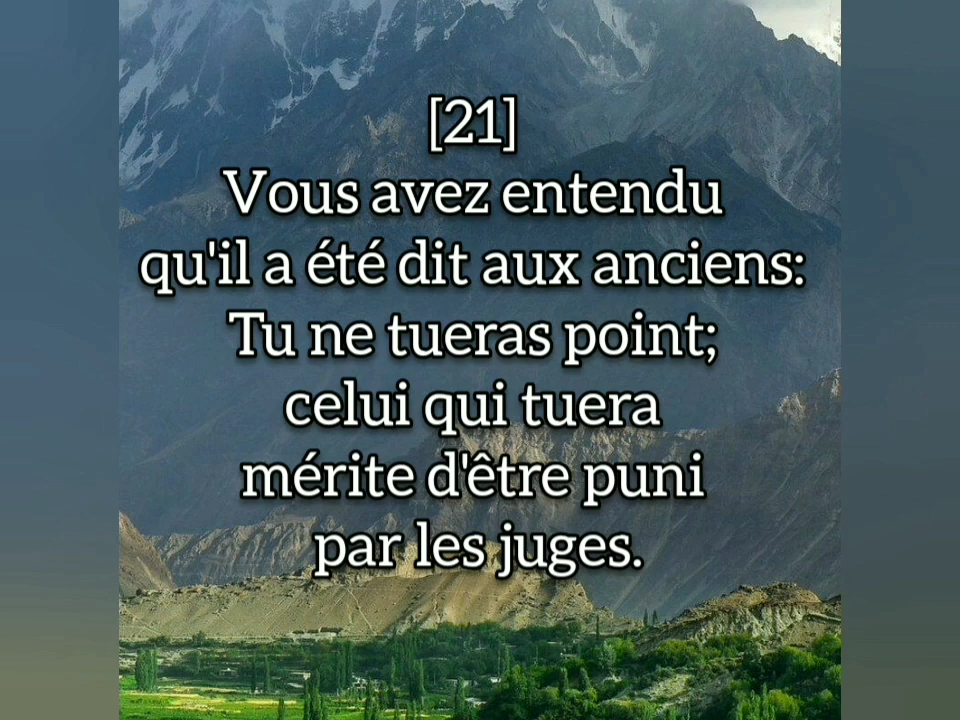 [21]
Vous avez entendu
qu'il a été dit aux anciens:
Tu ne tueras point;
celui qui tuera
mérite d'être puni
par les juges.